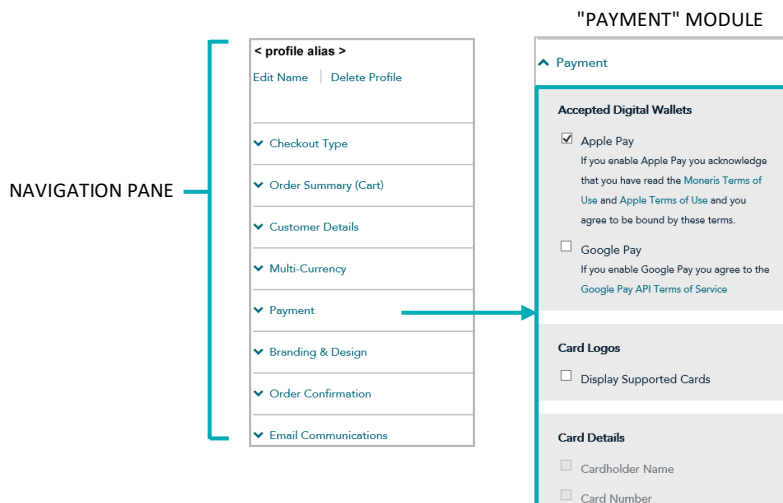 "PAYMENT" MODULE
NAVIGATION PANE
< profile alias >
Edit Name | Delete Profile
Checkout Type
Order Summary (Cart)
Customer Details
Multi-Currency
Payment
Branding & Design
Order Confirmation
Email Communications
Payment
Accepted Digital Wallets
Apple Pay
If you enable Apple Pay you acknowledge
that you have read the Moneris Terms of
Use and Apple Terms of Use and you
agree to be bound by these terms.
Google Pay
If you enable Google Pay you agree to the
Google Pay API Terms of Service
Card Logos
Display Supported Cards
Card Details
Cardholder Name
Card Number